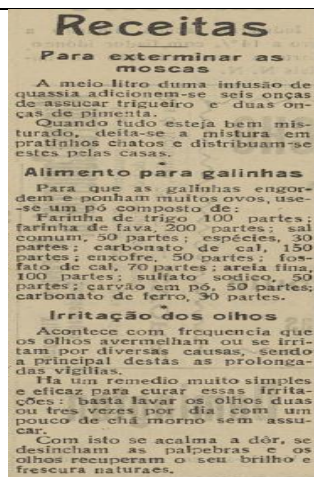 Receitas
Para exterminar as
moscas
A meio litro duma infusão de
quassia adicionem-se seis onças
de assucar trigueiro e duas on-
ças de pimenta.
Quando tudo esteja bem mis-
turado, deita-se a mistura em
pratinhos chatos e distribuam-se
estes pelas casas.
Alimento para galinhas
Para que as galinhas engor-
dem e ponham muitos ovos, use-
-se um pó composto de:
Farinha de trigo 100 partes;
farinha de fava, 200 partes; sal
comum, 50 partes; espécies, 30
partes; carbonato de cal, 150
partes; enxofre, 50 partes; fos-
fato de cal, 70 partes; areia fina,
100 partes; sulfato sodico, 50
partes; carvão em pó, 50 partes;
carbonato de ferro, 30 partes.
Irritação dos olhos
Acontece com frequencia que
os olhos avermelham ou se irri-
tam por diversas causas, sendo
a principal destas as prolonga-
das vigilias.
Ha um remedio muito simples
e eficaz para curar essas irrita-
ções: basta lavar os olhos duas
ou tres vezes por dia com um
pouco de chá morno sem assu-
car.
Com isto se acalma a dôr, se
desincham as palpebras e os
olhos recuperam o seu brilho e
frescura naturaes.